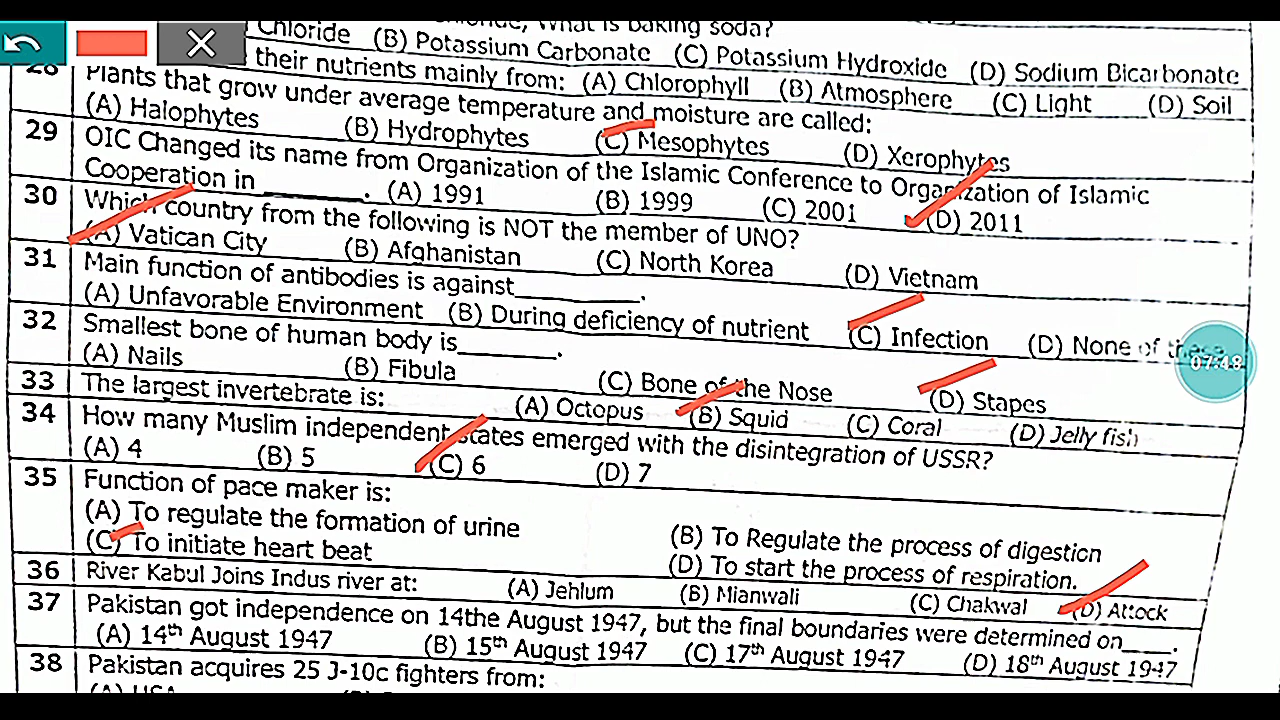 What is baking soda?
Chloride (B) Potassium Carbonate (C) Potassium Hydroxide (D) Sodium Bicarbonate
their nutrients mainly from: (A) Chlorophyll (B) Atmosphere (C) Light (D) Soil
28 Plants that grow under average temperature and moisture are called:
(A) Halophytes (B) Hydrophytes (C) Mesophytes (D) Xerophytes
29 OIC Changed its name from Organization of the Islamic Conference to Organization of Islamic
Cooperation in ______. (A) 1991 (B) 1999 (C) 2001 (D) 2011
30 Which country from the following is NOT the member of UNO?
(A) Vatican City (B) Afghanistan (C) North Korea (D) Vietnam
31 Main function of antibodies is against______.
(A) Unfavorable Environment (B) During deficiency of nutrient (C) Infection (D) None of these
32 Smallest bone of human body is______.
(A) Nails (B) Fibula (C) Bone of the Nose (D) Stapes
33 The largest invertebrate is: (A) Octopus (B) Squid (C) Coral (D) Jelly fish
34 How many Muslim independent states emerged with the disintegration of USSR?
(A) 4 (B) 5 (C) 6 (D) 7
35 Function of pace maker is:
(A) To regulate the formation of urine (B) To Regulate the process of digestion
(C) To initiate heart beat (D) To start the process of respiration.
36 River Kabul Joins Indus river at: (A) Jehlum (B) Mianwali (C) Chakwal (D) Attock
37 Pakistan got independence on 14the August 1947, but the final boundaries were determined on____.
(A) 14th August 1947 (B) 15th August 1947 (C) 17th August 1947 (D) 18th August 1947
38 Pakistan acquires 25 J-10c fighters from:
(A) USA
07:48